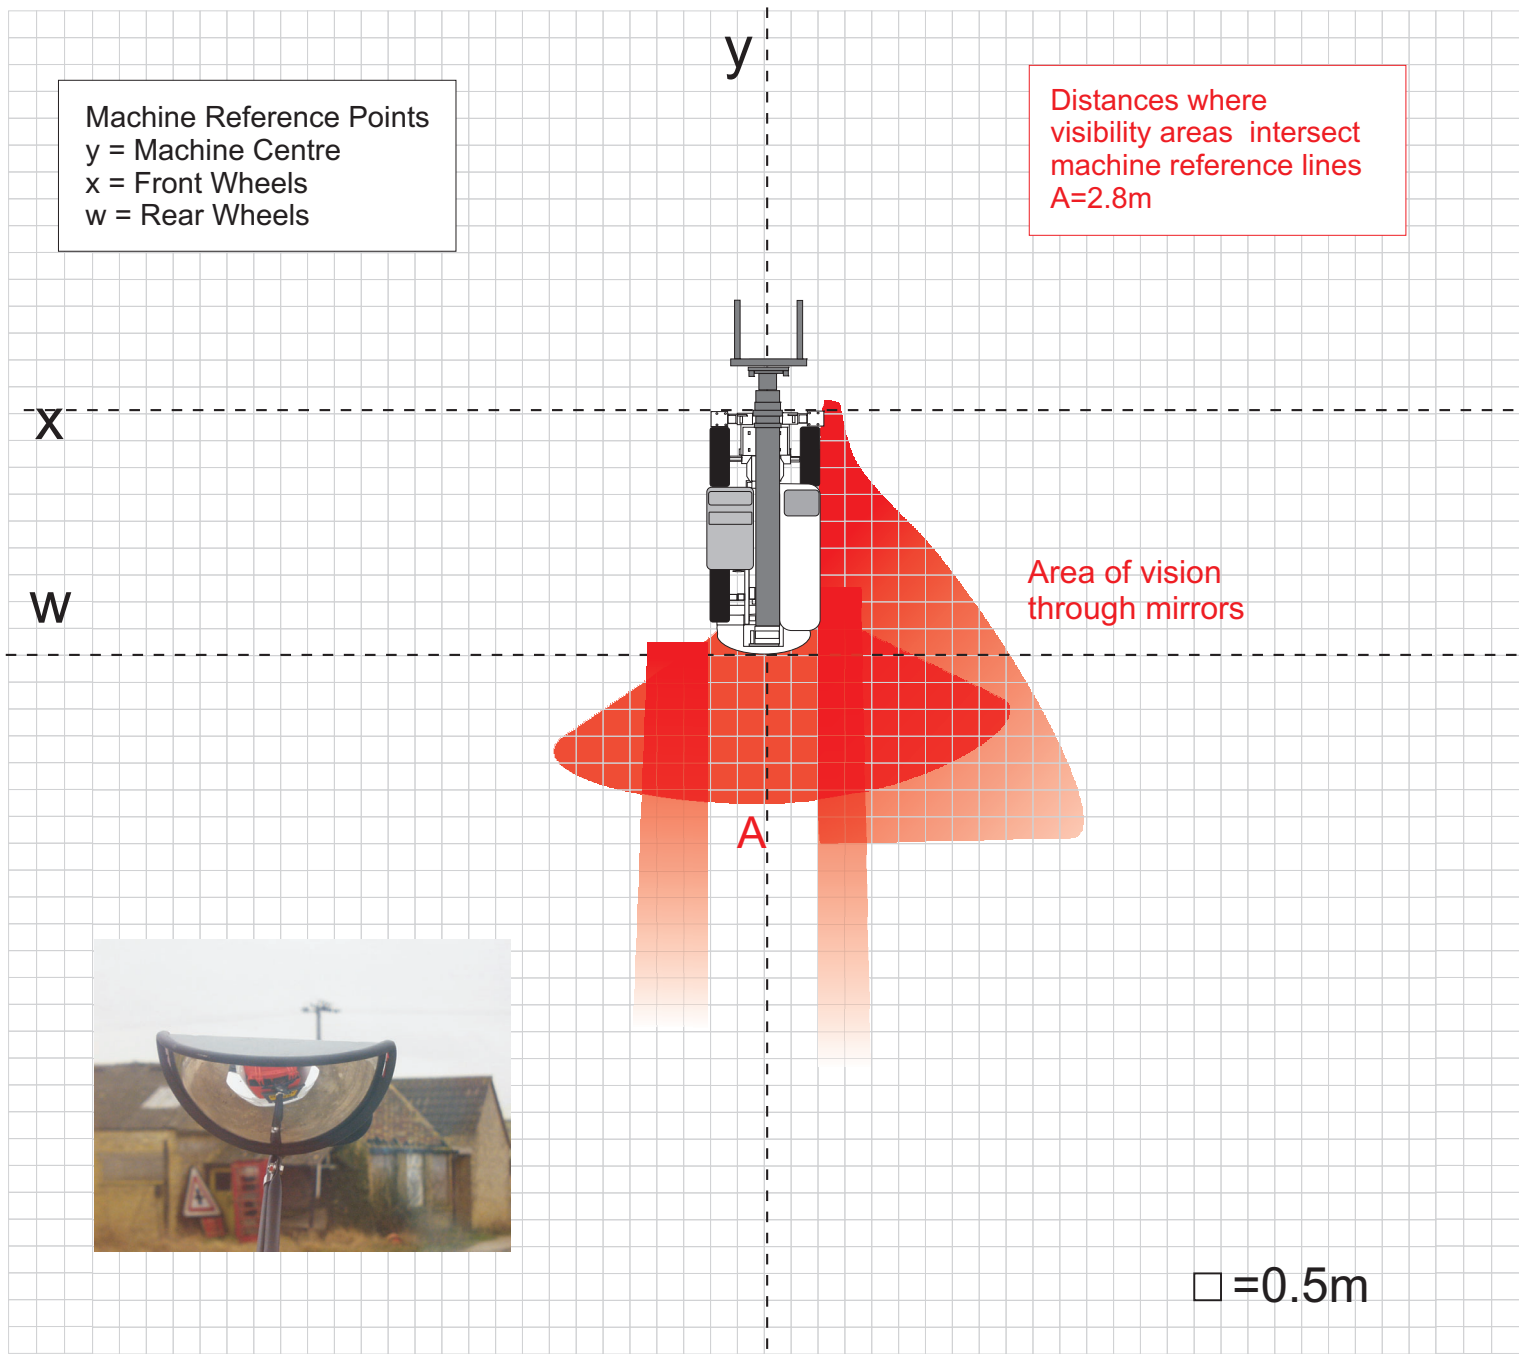 y
Machine Reference Points
y = Machine Centre
x = Front Wheels
w = Rear Wheels
Distances where
visibility areas intersect
machine reference lines
A=2.8m
x
w
Area of vision
through mirrors
A
=0.5m